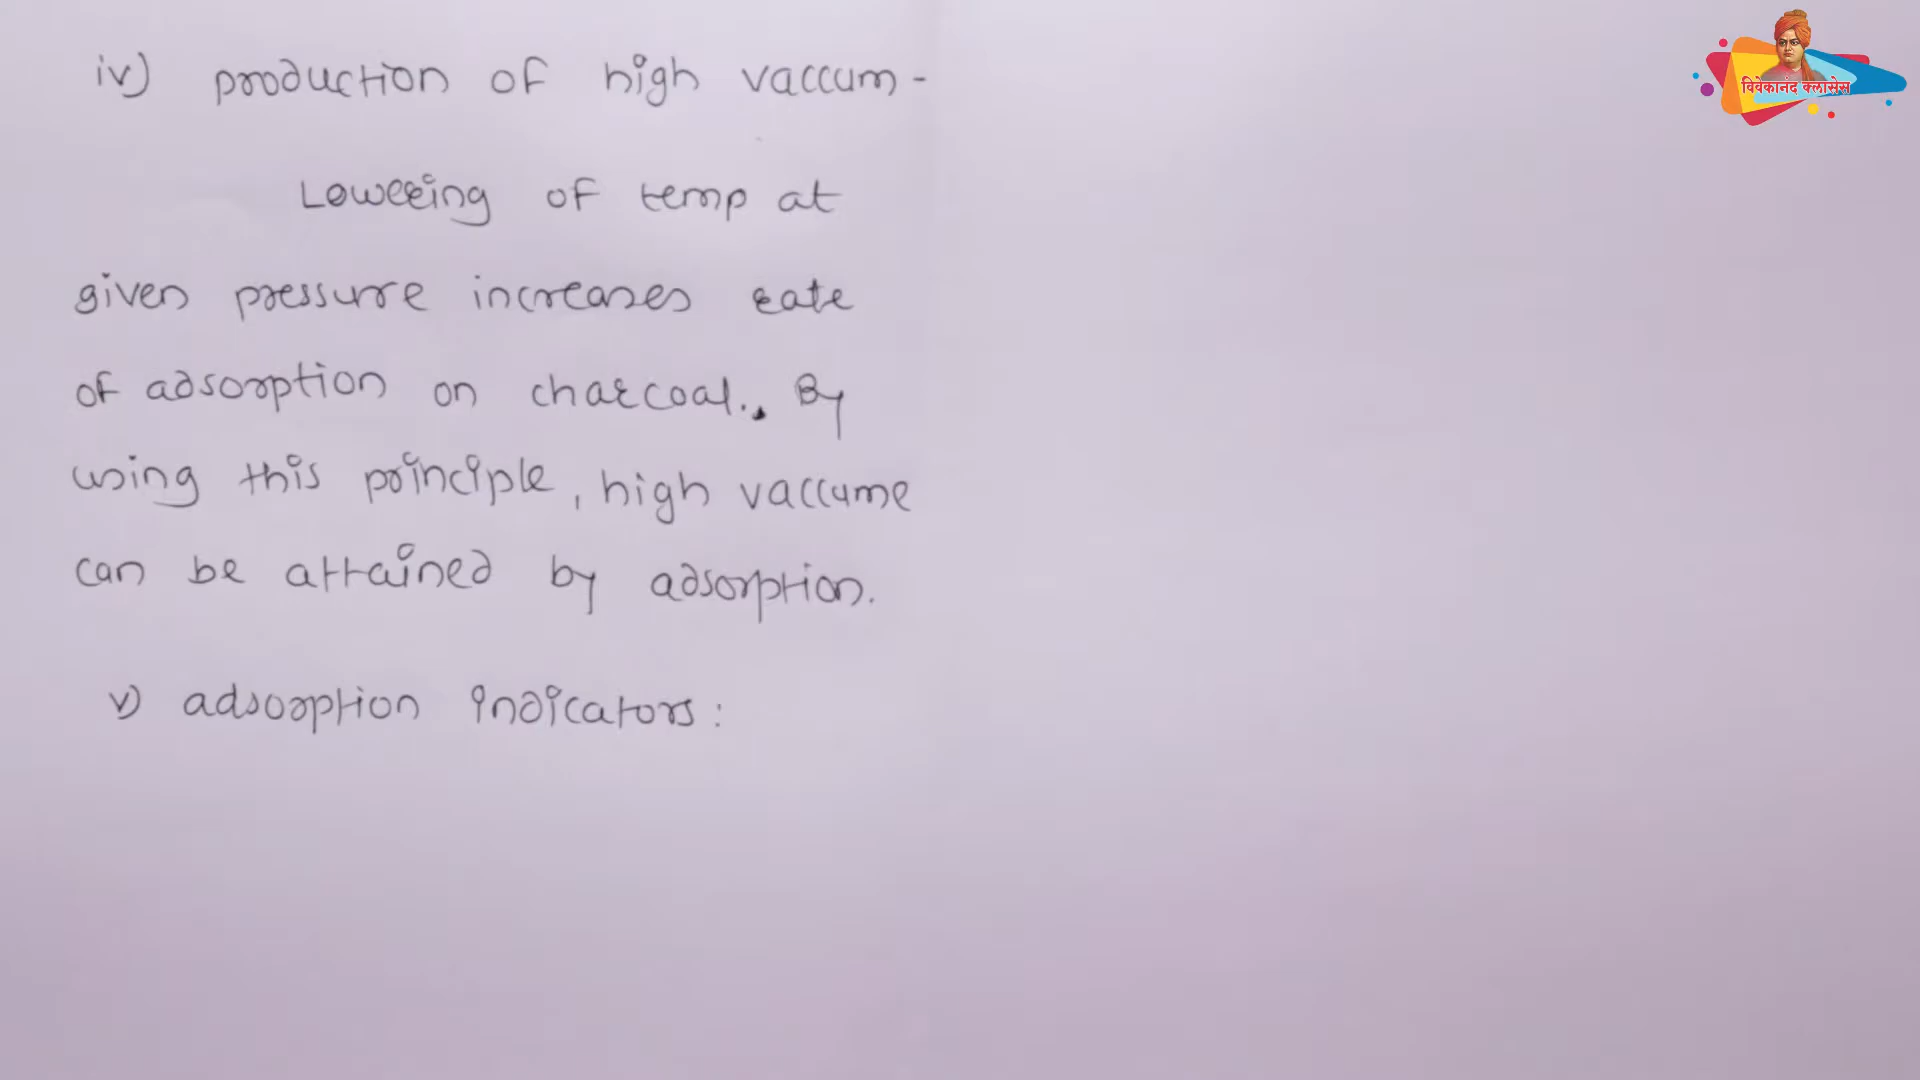 विवेकानंद क्लासेस
iv) production of high vaccum -
Lowering of temp at
given pressure increases rate
of adsorption on charcoal. By
using this principle, high vaccume
can be attained by adsorption.
v) adsorption indicators: